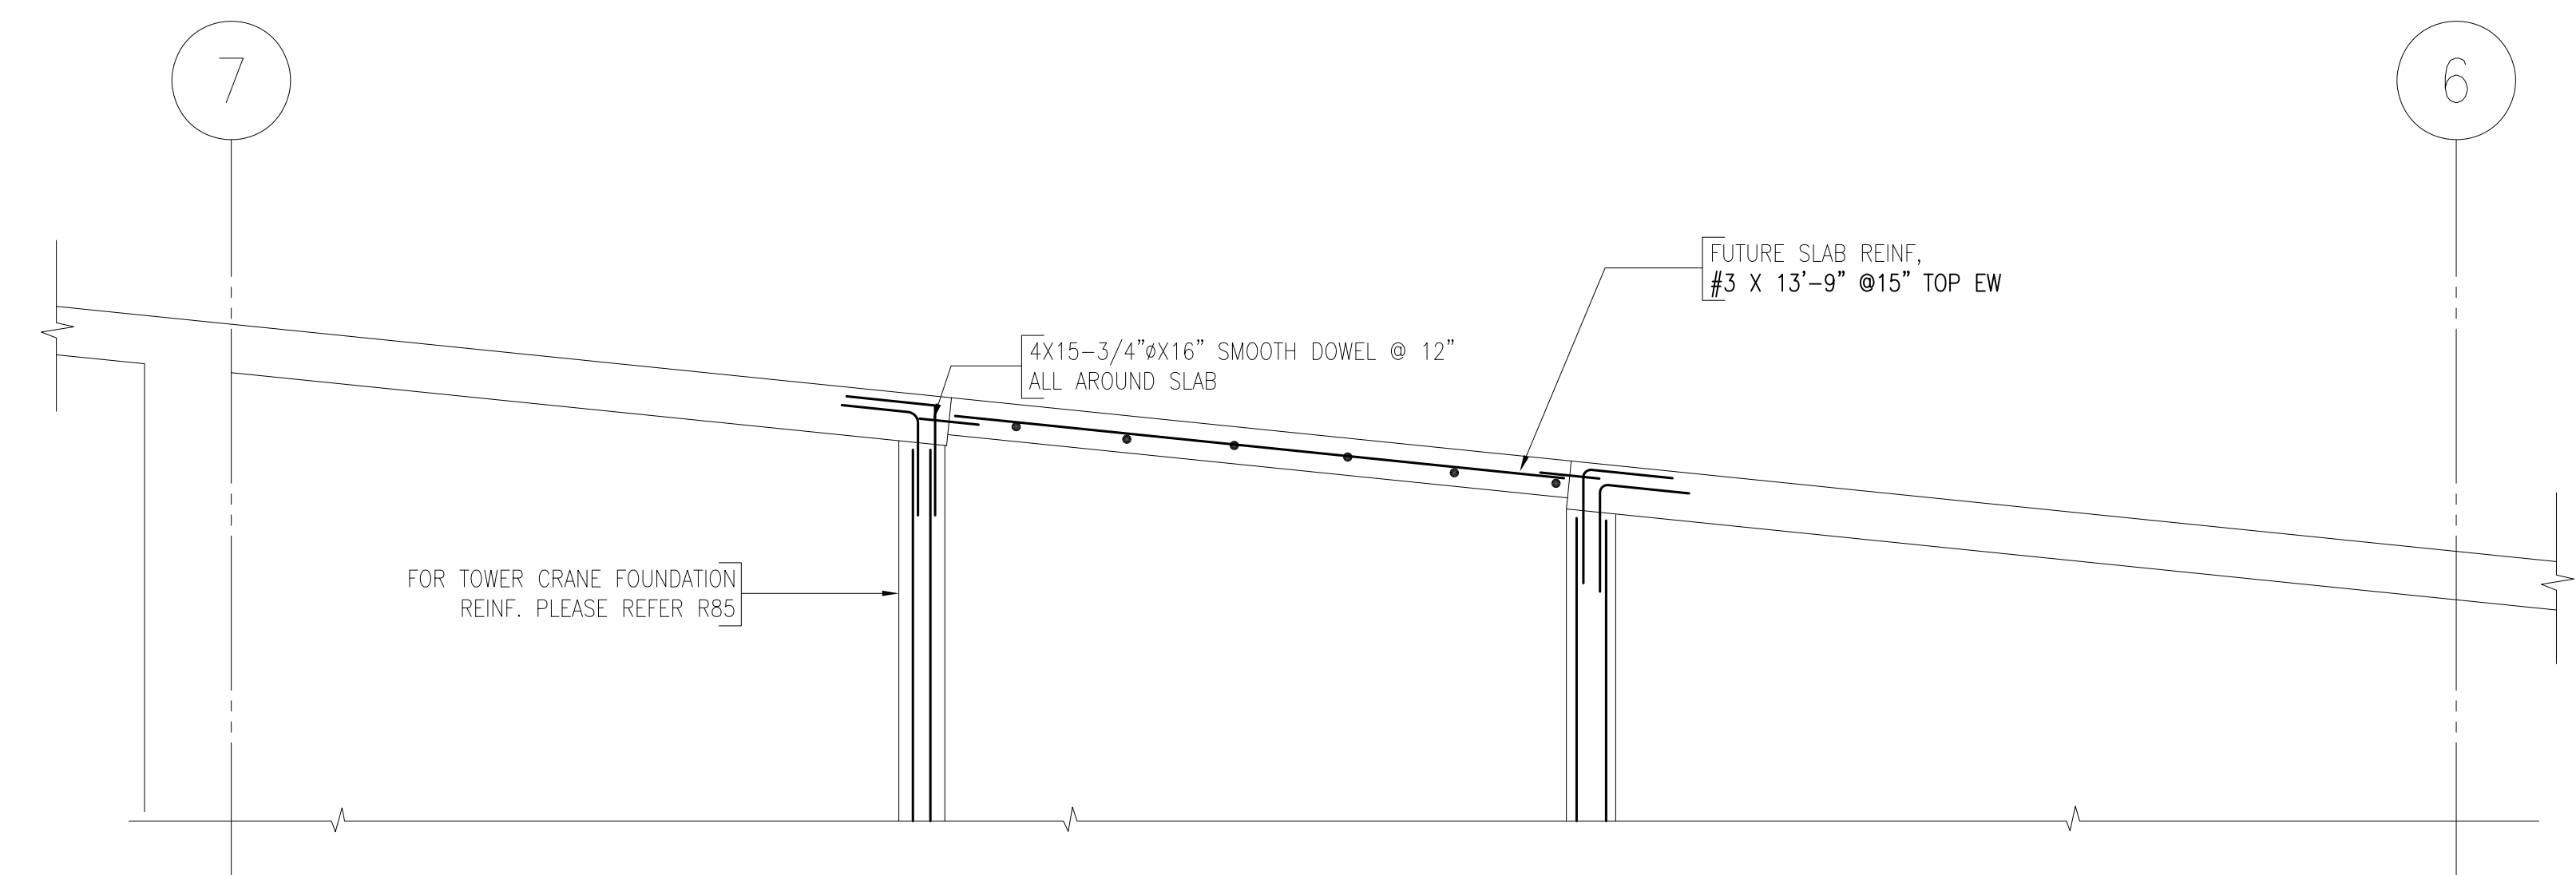 7
6
FUTURE SLAB REINF,
#3 X 13'-9" @15" TOP EW
4X15-3/4"øX16" SMOOTH DOWEL @ 12"
ALL AROUND SLAB
FOR TOWER CRANE FOUNDATION
REINF. PLEASE REFER R85